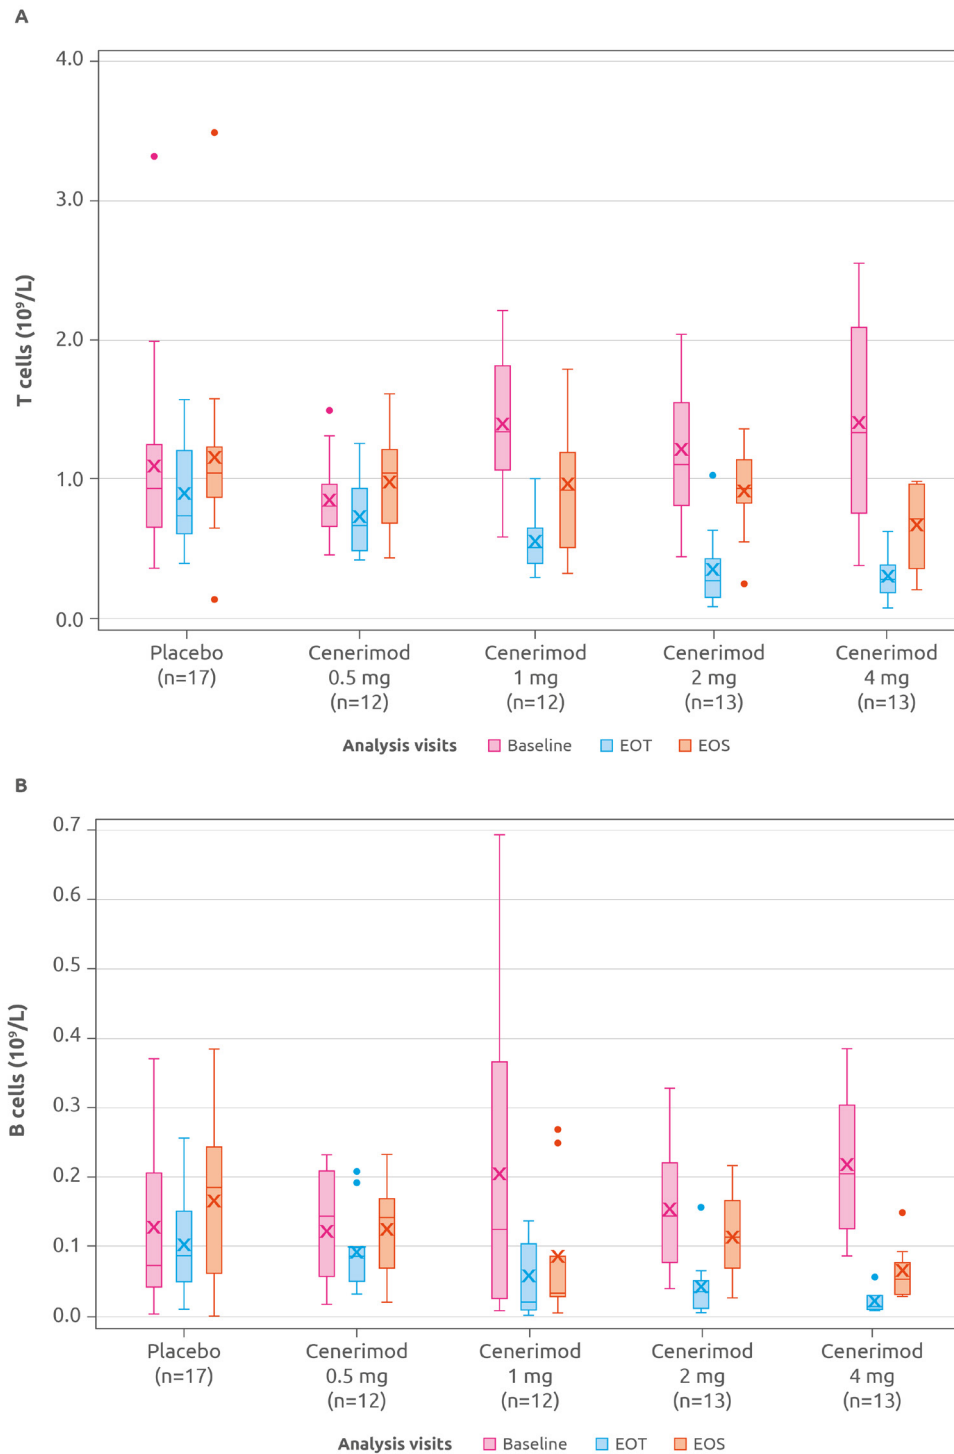 A
4.0
3.0
2.0
1.0
0.0
T cells (10⁹/L)
Placebo
(n=17)
Cenerimod
0.5 mg
(n=12)
Cenerimod
1 mg
(n=12)
Cenerimod
2 mg
(n=13)
Cenerimod
4 mg
(n=13)
Analysis visits Baseline EOT EOS
B
0.7
0.6
0.5
0.4
0.3
0.2
0.1
0.0
B cells (10⁹/L)
Placebo
(n=17)
Cenerimod
0.5 mg
(n=12)
Cenerimod
1 mg
(n=12)
Cenerimod
2 mg
(n=13)
Cenerimod
4 mg
(n=13)
Analysis visits Baseline EOT EOS